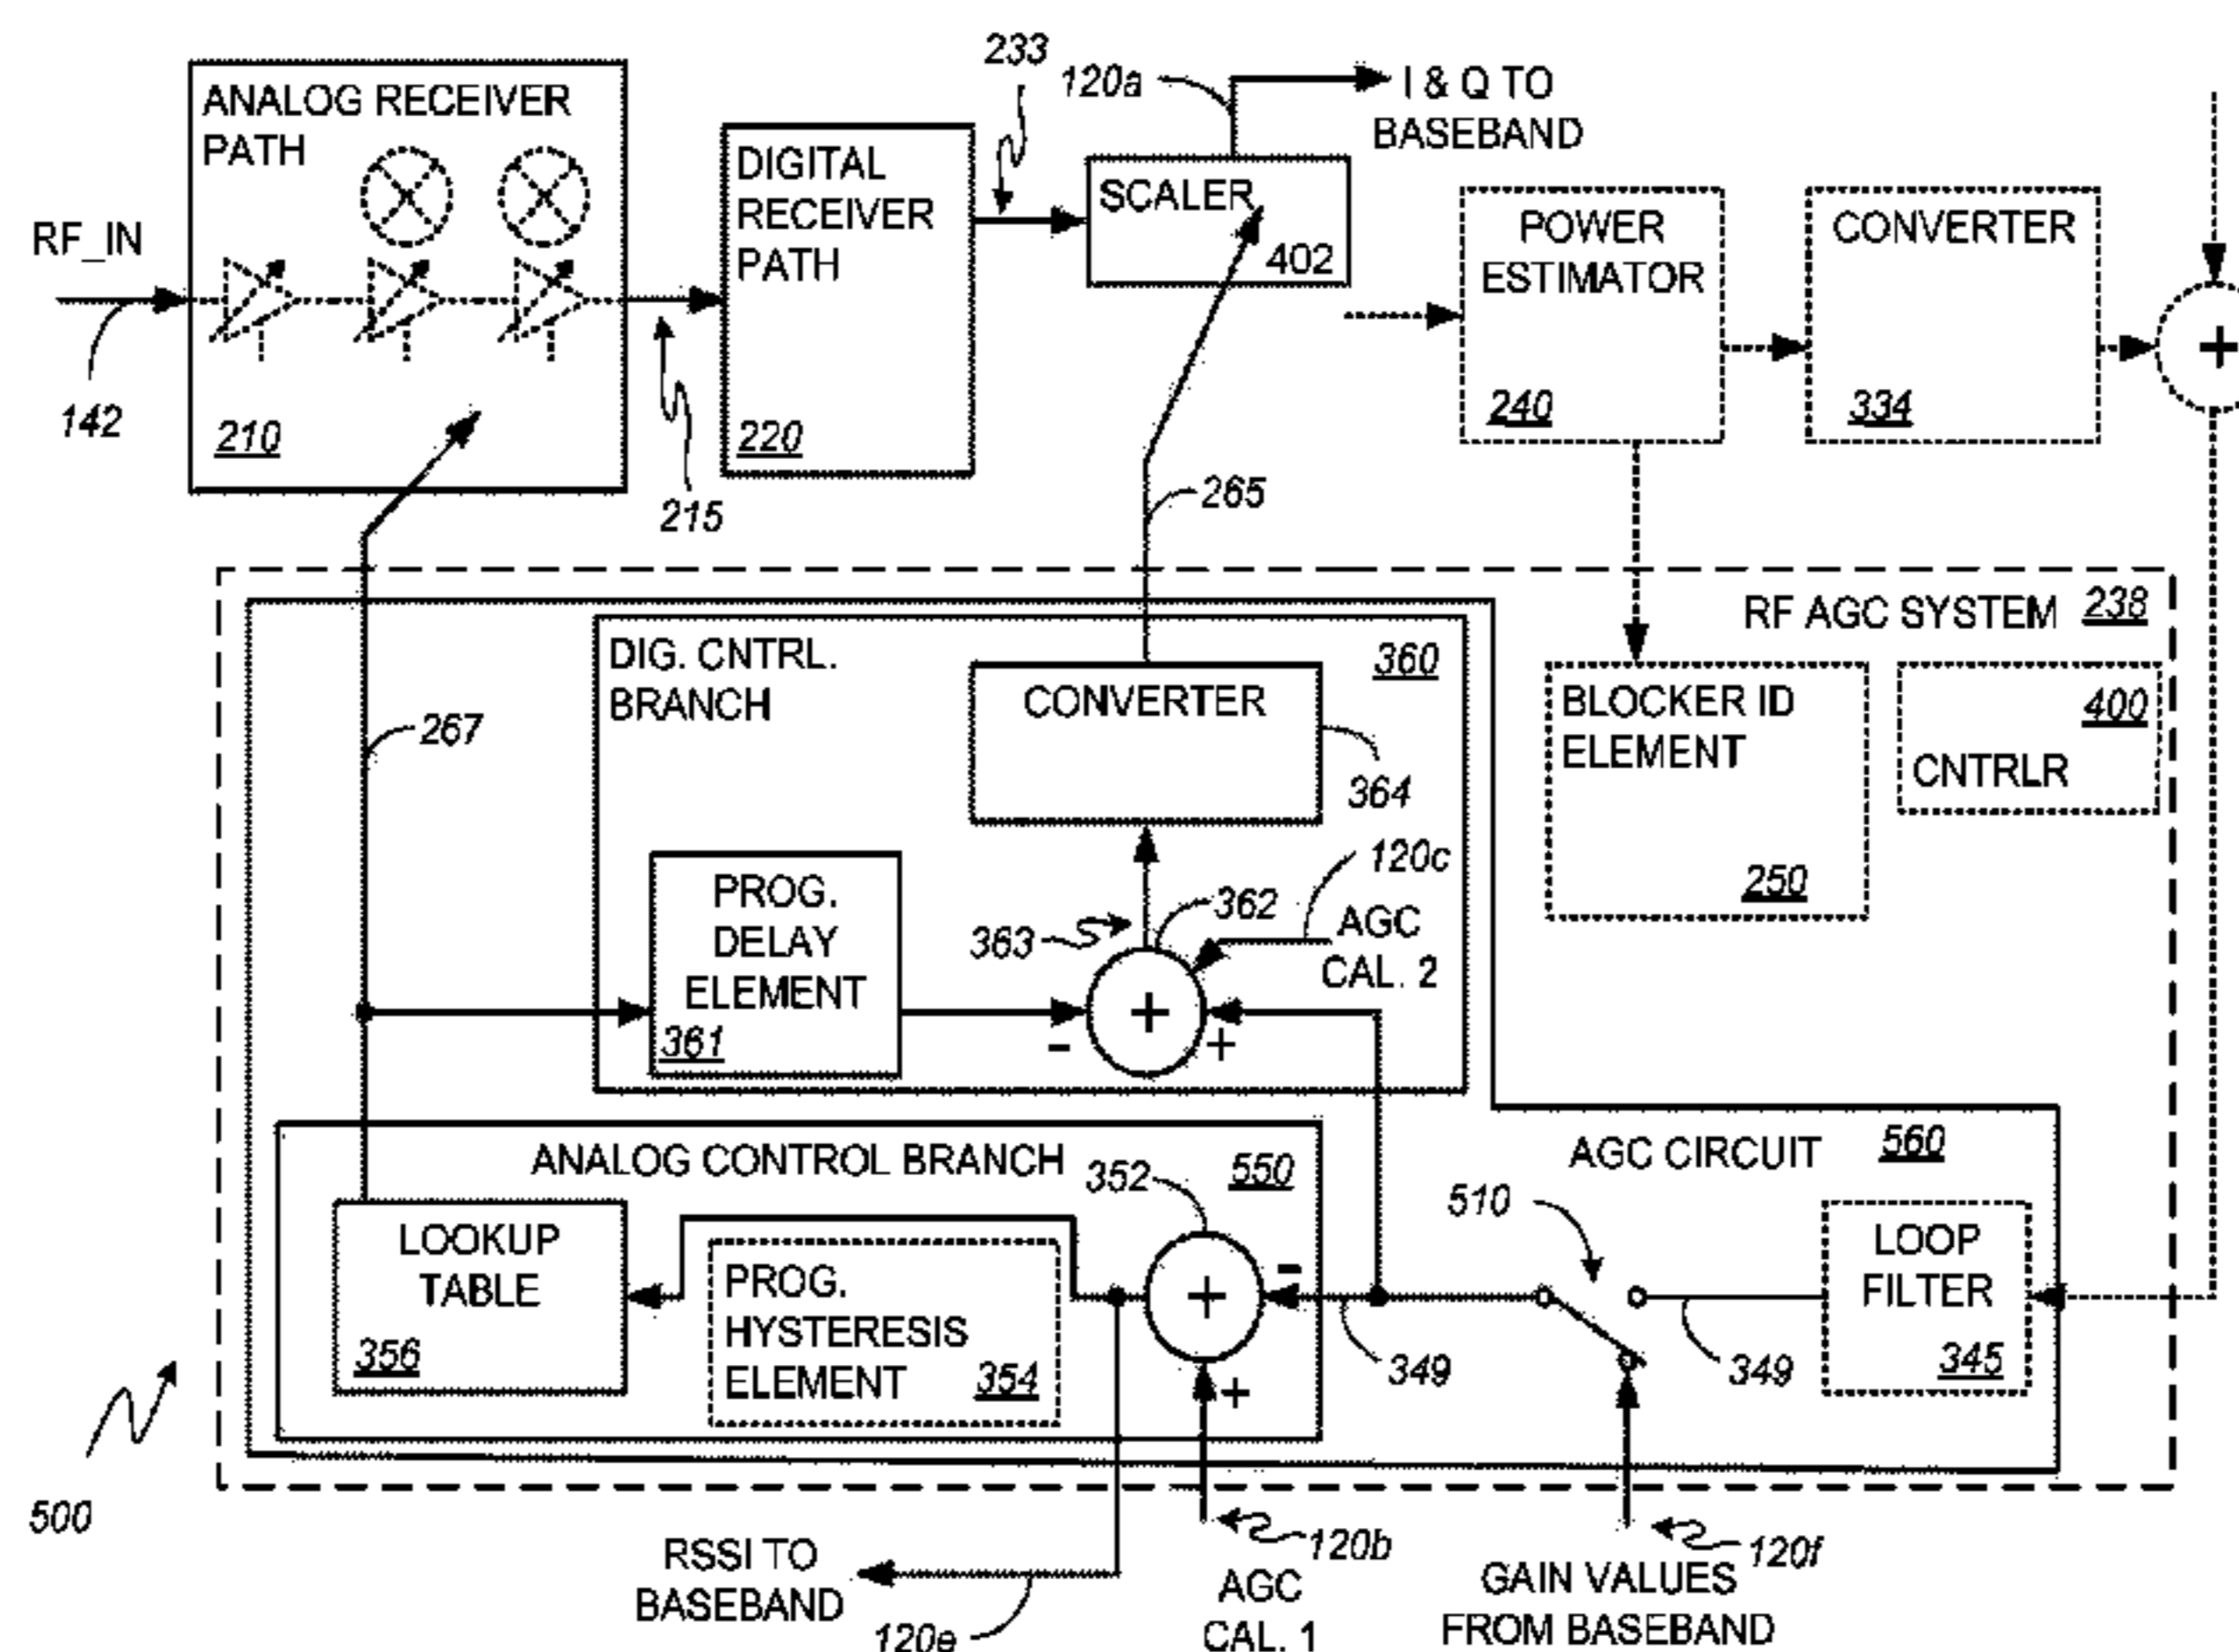 ANALOG RECEIVER
PATH
210
RF_IN
142
215
DIGITAL
RECEIVER
PATH
220
233
120a
I & Q TO
BASEBAND
SCALER
402
POWER
ESTIMATOR
240
CONVERTER
334
+
265
267
RF AGC SYSTEM 238
DIG. CNTRL.
BRANCH
360
CONVERTER
364
BLOCKER ID
ELEMENT
250
400
CNTRLR
PROG.
DELAY
ELEMENT
361
363
362
120c
AGC
CAL. 2
+
-
+
ANALOG CONTROL BRANCH
550
352
AGC CIRCUIT 560
510
LOOKUP
TABLE
356
PROG.
HYSTERESIS
ELEMENT
354
+
-
+
349
349
LOOP
FILTER
345
500
RSSI TO
BASEBAND
120e
120b
AGC
CAL. 1
120f
GAIN VALUES
FROM BASEBAND